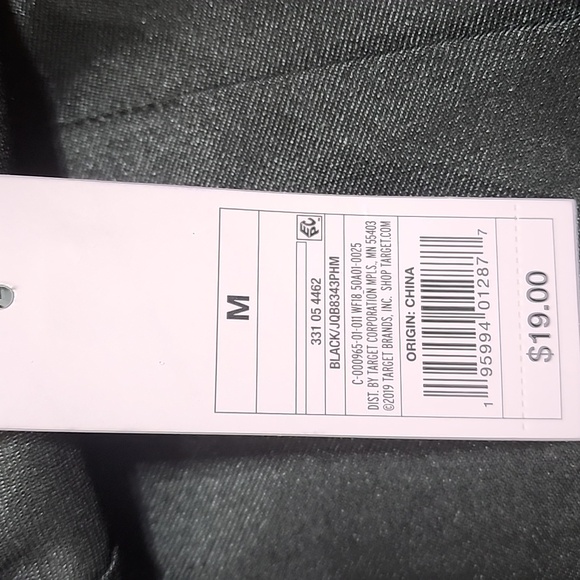 M
331 05 4462
BLACK/JQB8343PHM
C-000965-01-011 WF18.50A01-0025
DIST. BY TARGET CORPORATION MPLS., MN 55403
©2019 TARGET BRANDS, INC. SHOP TARGET.COM
ORIGIN: CHINA
1 95994 01287 7
$19.00